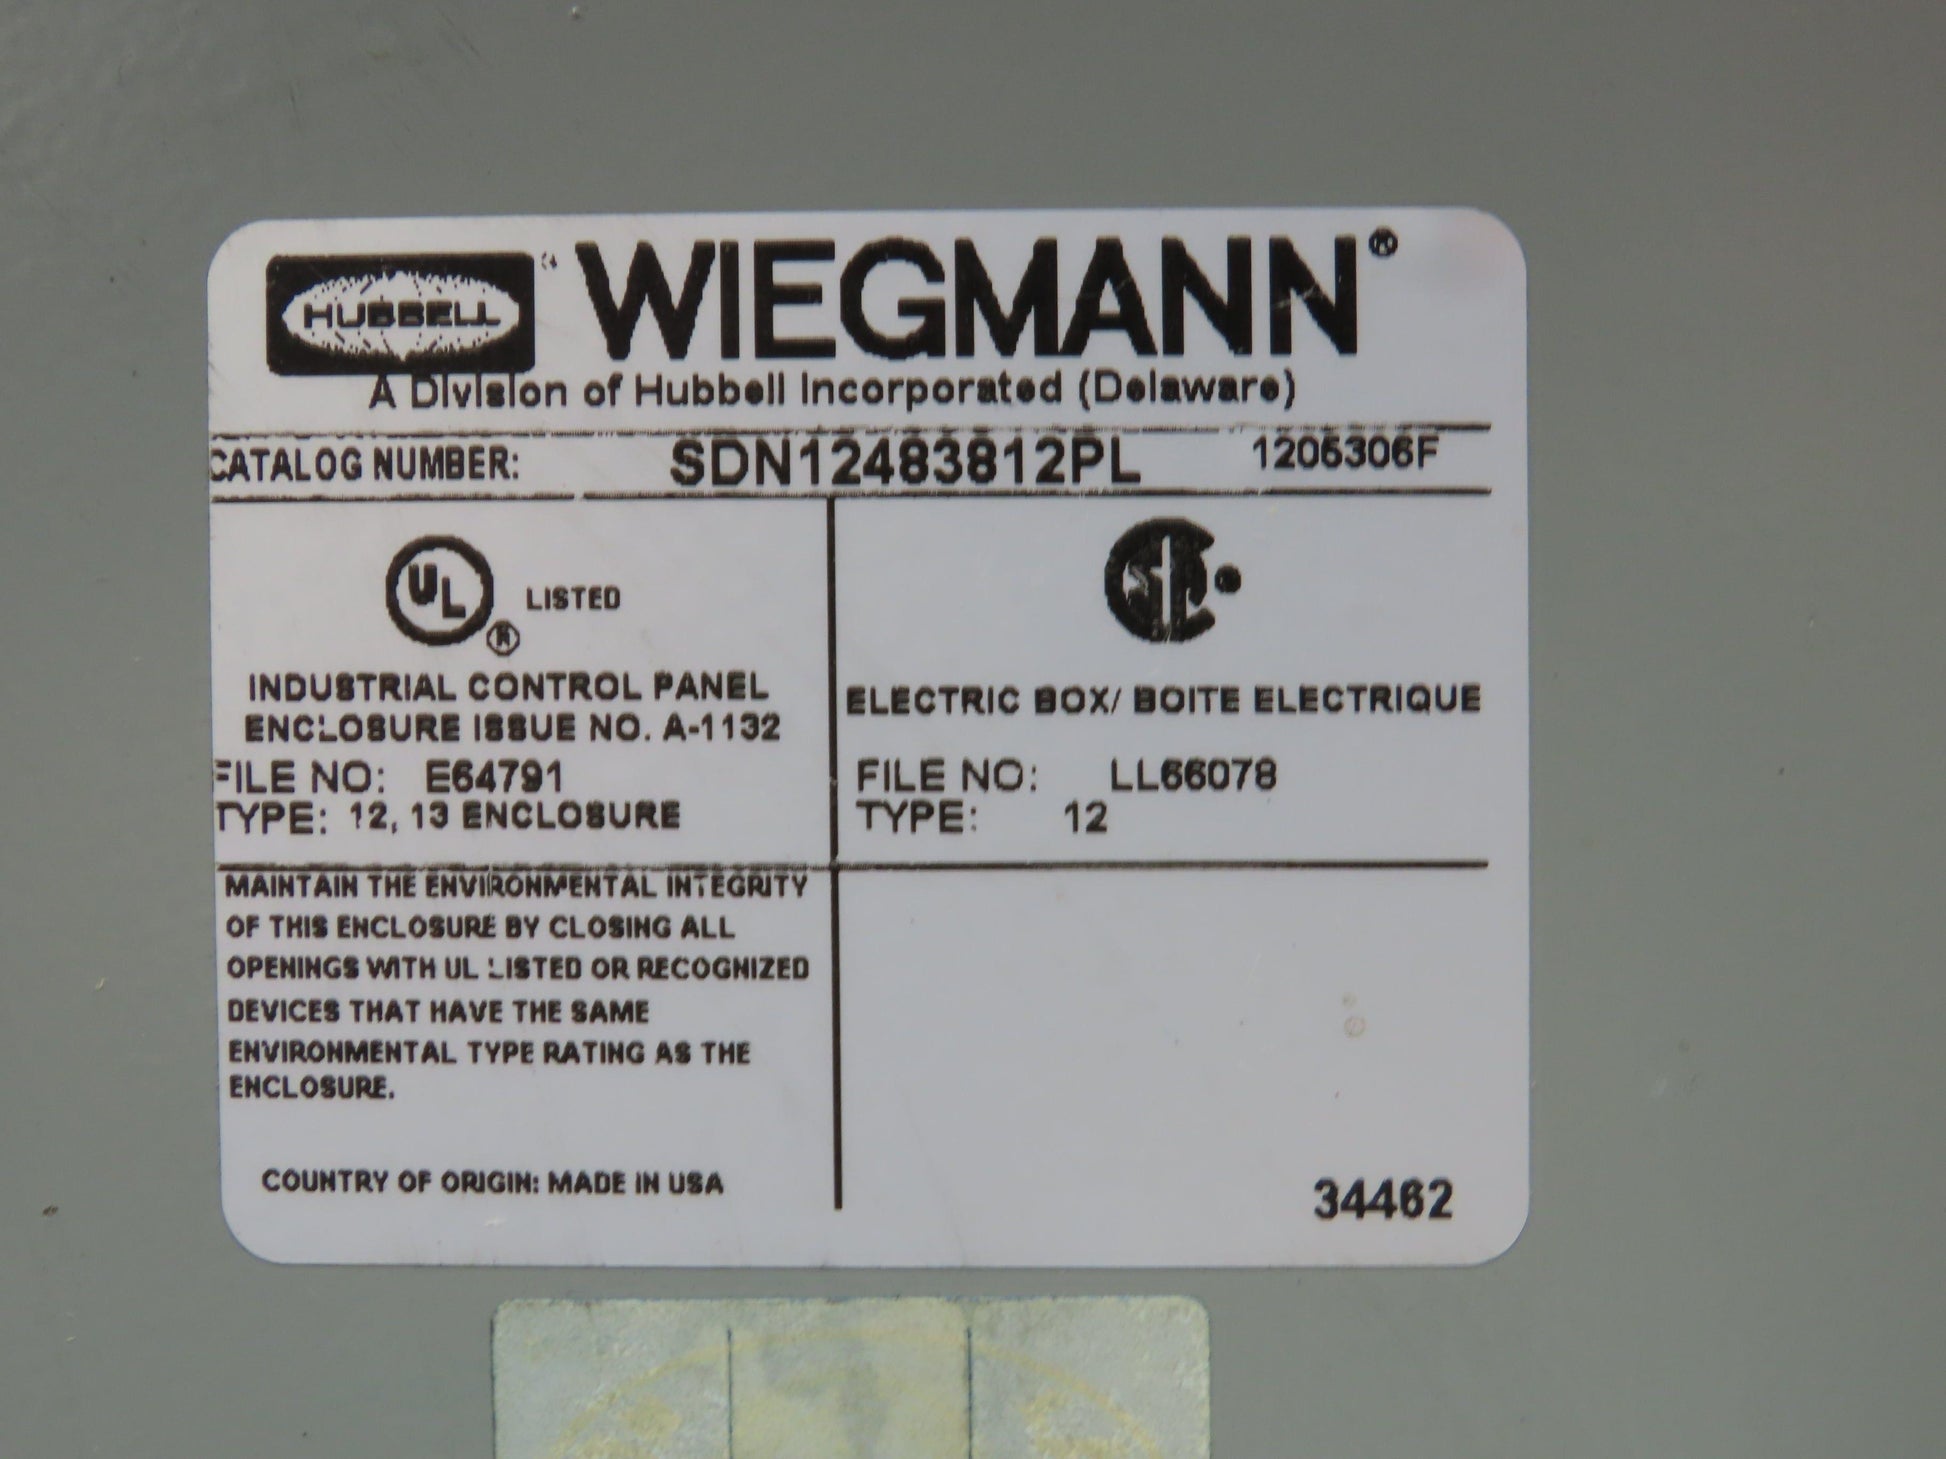 HUBBELL
WIEGMANN®
A Division of Hubbell Incorporated (Delaware)
CATALOG NUMBER: SDN12483812PL 1205306F
UL ® LISTED
INDUSTRIAL CONTROL PANEL
ENCLOSURE ISSUE NO. A-1132
FILE NO: E64791
TYPE: 12, 13 ENCLOSURE
ELECTRIC BOX/ BOITE ELECTRIQUE
FILE NO: LL66078
TYPE: 12
MAINTAIN THE ENVIRONMENTAL INTEGRITY
OF THIS ENCLOSURE BY CLOSING ALL
OPENINGS WITH UL LISTED OR RECOGNIZED
DEVICES THAT HAVE THE SAME
ENVIRONMENTAL TYPE RATING AS THE
ENCLOSURE.
COUNTRY OF ORIGIN: MADE IN USA
34462